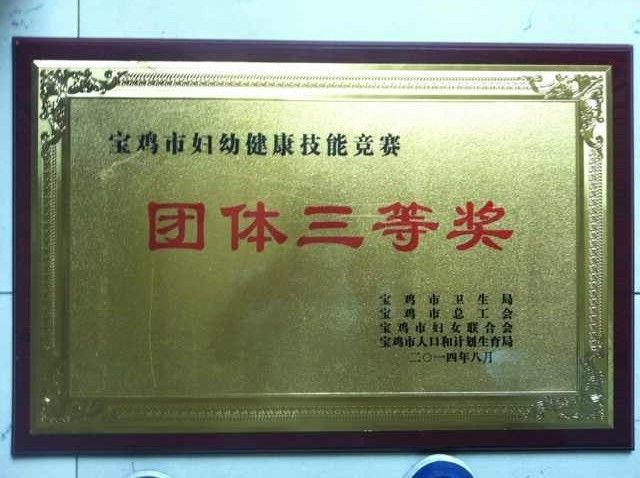 宝鸡市妇幼健康技能竞赛
团体三等奖
宝鸡市卫生局
宝鸡市总工会
宝鸡市妇女联合会
宝鸡市人口和计划生育局
二〇一四年八月